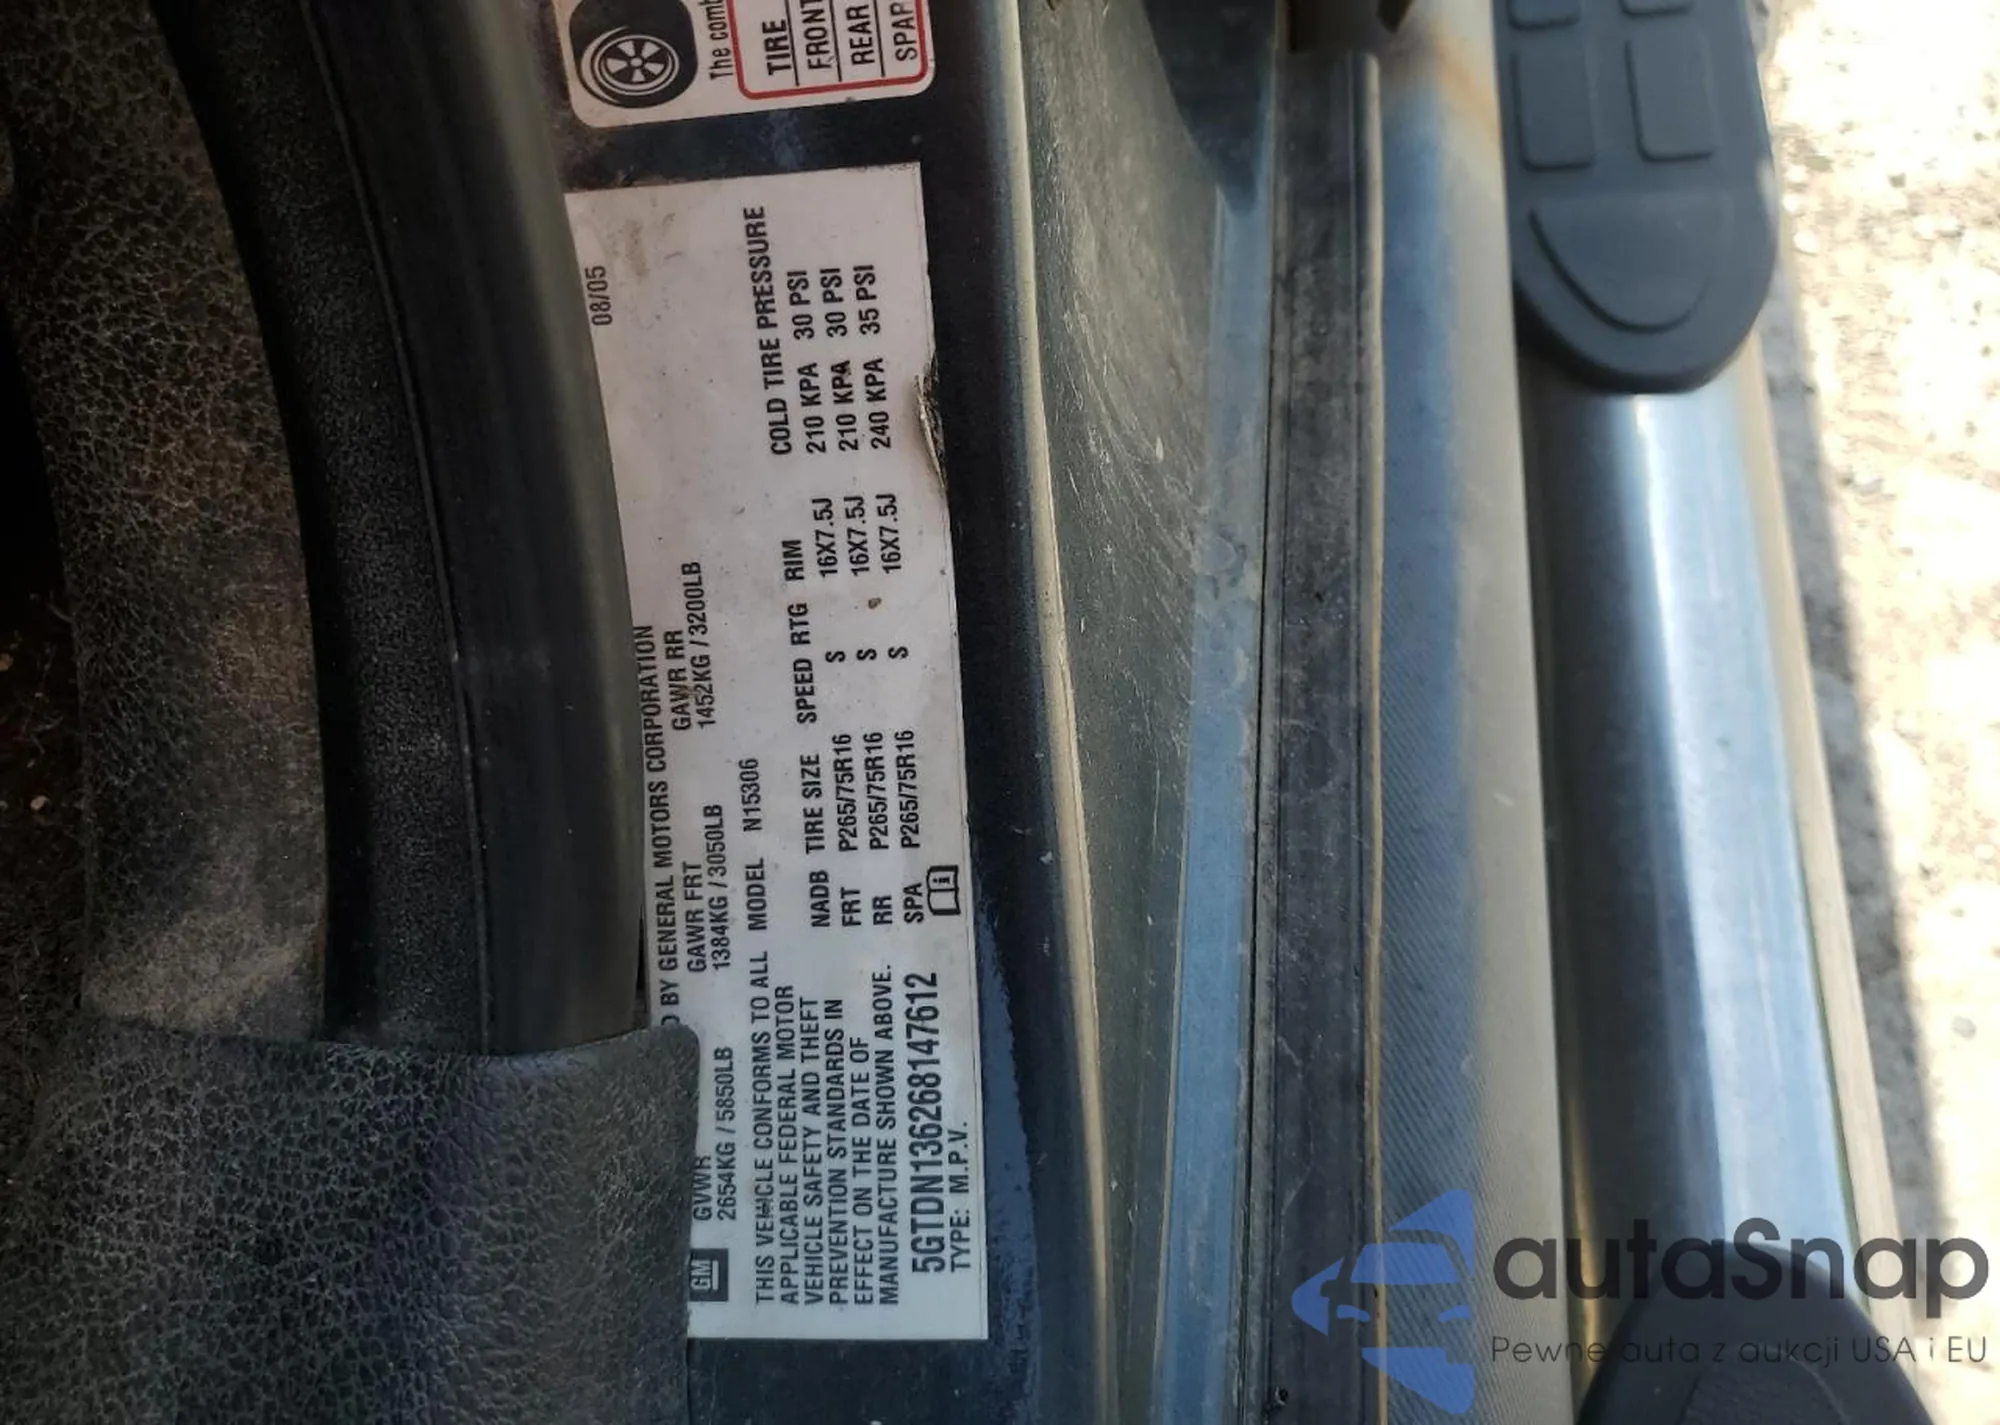 The comb
TIRE
FRONT
REAR
SPAR
08/05
D BY GENERAL MOTORS CORPORATION
GM
GVWR GAWR FRT GAWR RR
2654KG / 5850LB 1384KG / 3050LB 1452KG / 3200LB
THIS VEHICLE CONFORMS TO ALL
APPLICABLE FEDERAL MOTOR
VEHICLE SAFETY AND THEFT
PREVENTION STANDARDS IN
EFFECT ON THE DATE OF
MANUFACTURE SHOWN ABOVE.
5GTDN136268147612
TYPE: M.P.V.
MODEL N15306
NADB TIRE SIZE SPEED RTG RIM COLD TIRE PRESSURE
FRT P265/75R16 S 16X7.5J 210 KPA 30 PSI
RR P265/75R16 S 16X7.5J 210 KPA 30 PSI
SPA P265/75R16 S 16X7.5J 240 KPA 35 PSI
autaSnap
Pewne auta z aukcji USA i EU